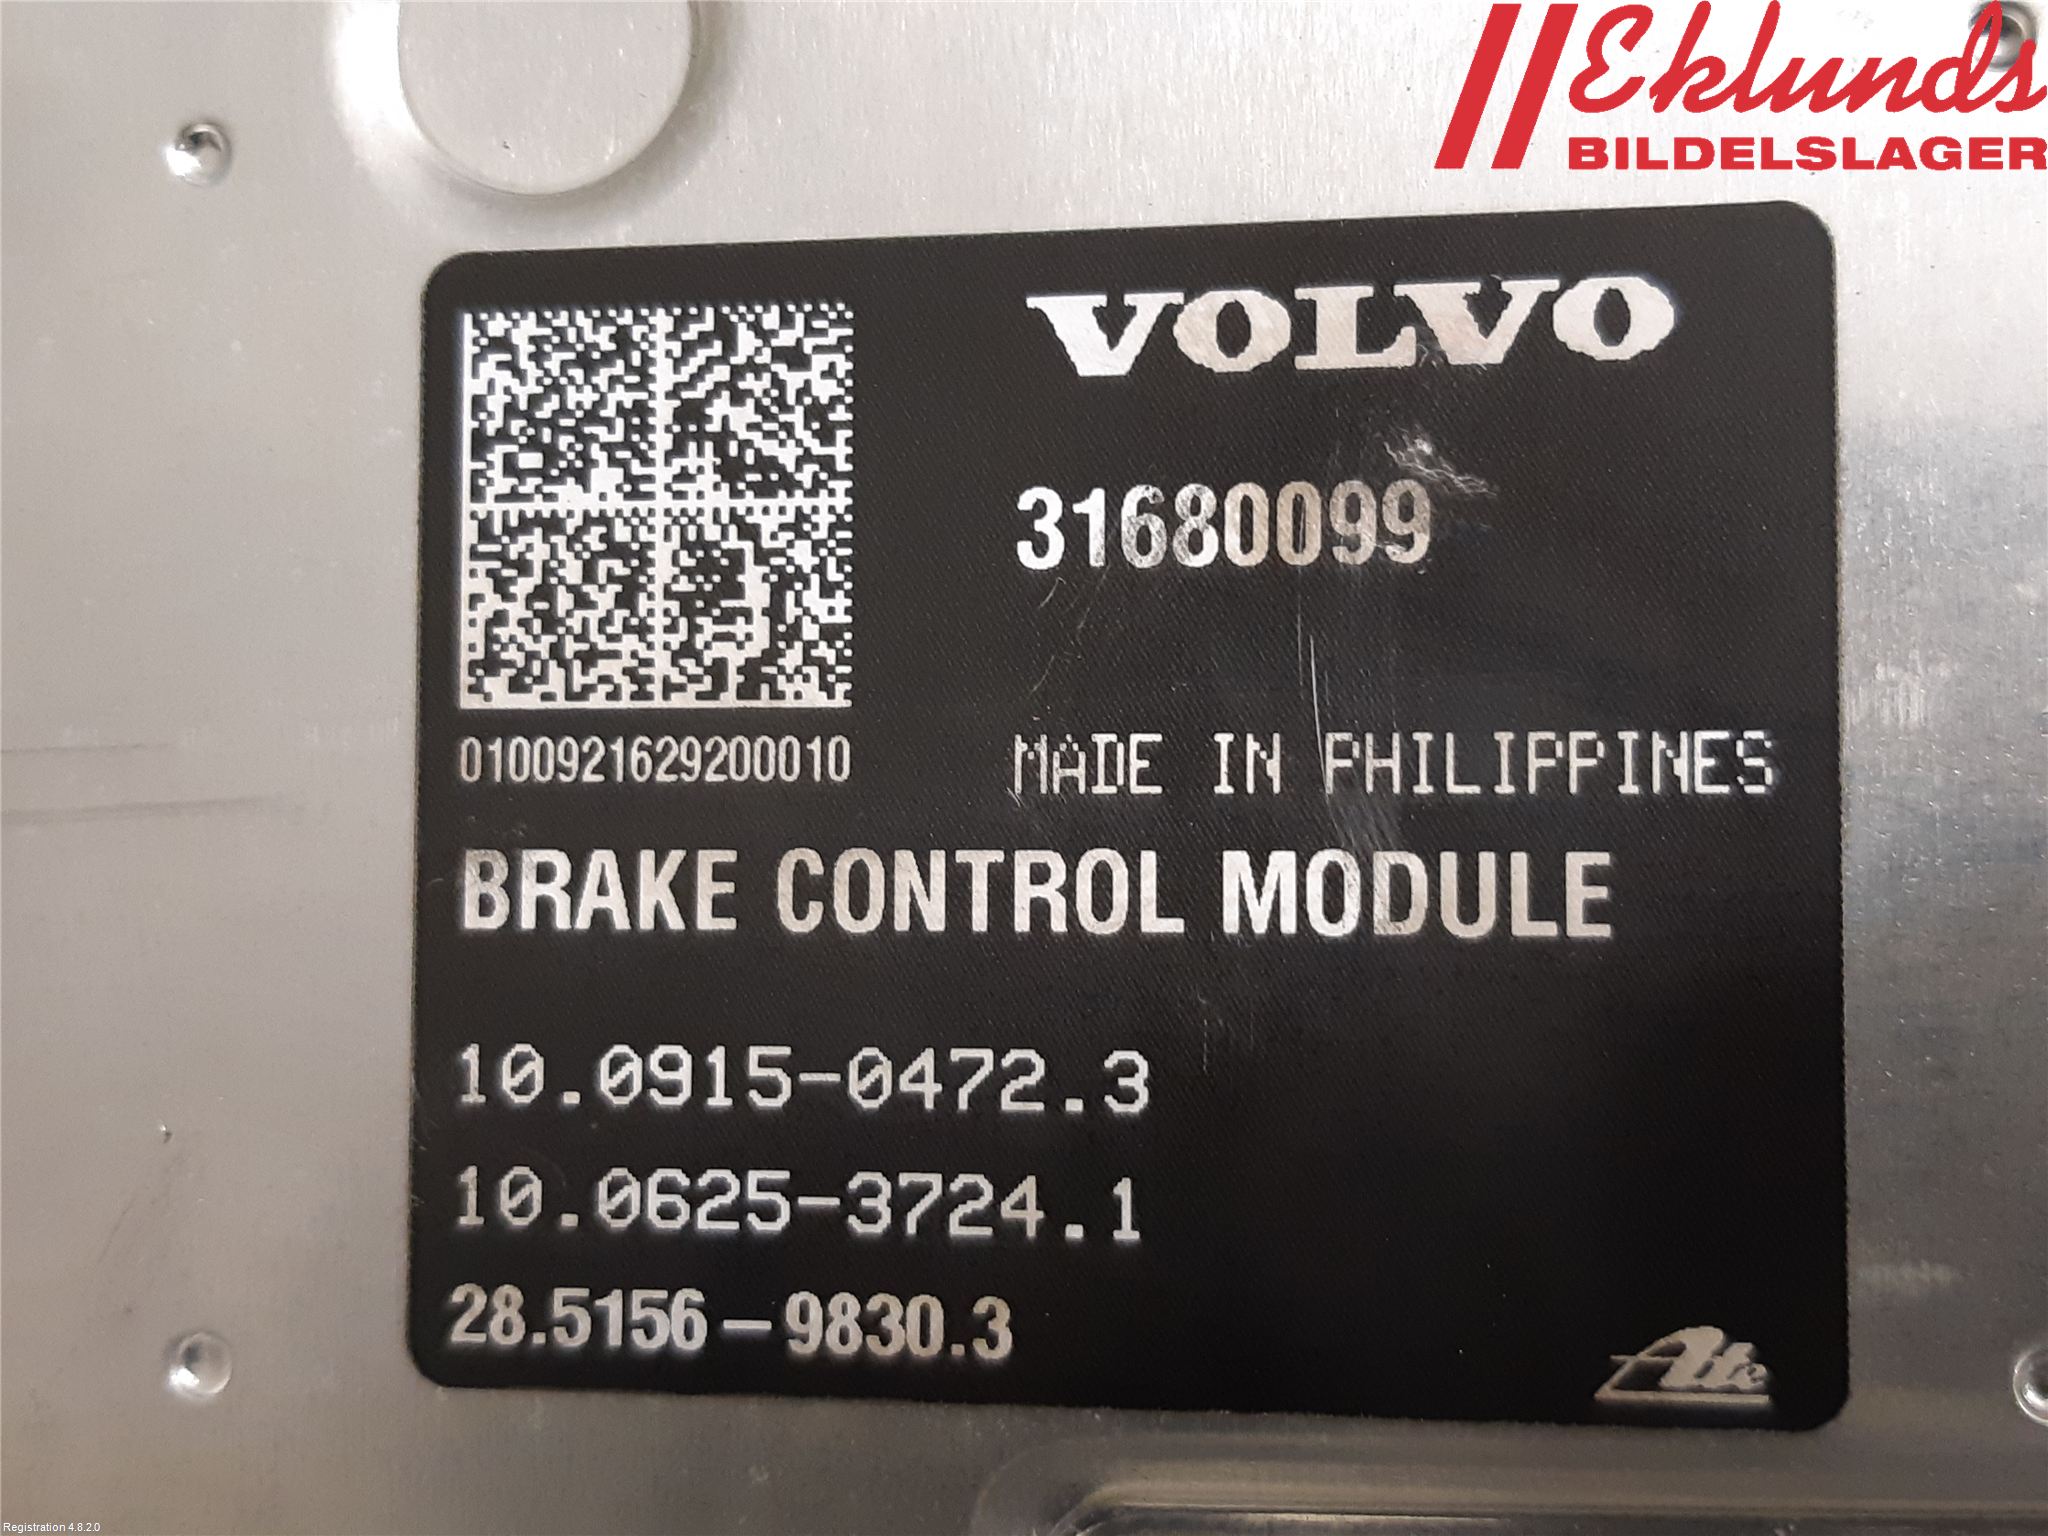 Eklunds
BILDELSLAGER
VOLVO
31680099
0100921629200010
MADE IN PHILIPPINES
BRAKE CONTROL MODULE
10.0915-0472.3
10.0625-3724.1
28.5156-9830.3
Ate
Registration 4.8.2.0